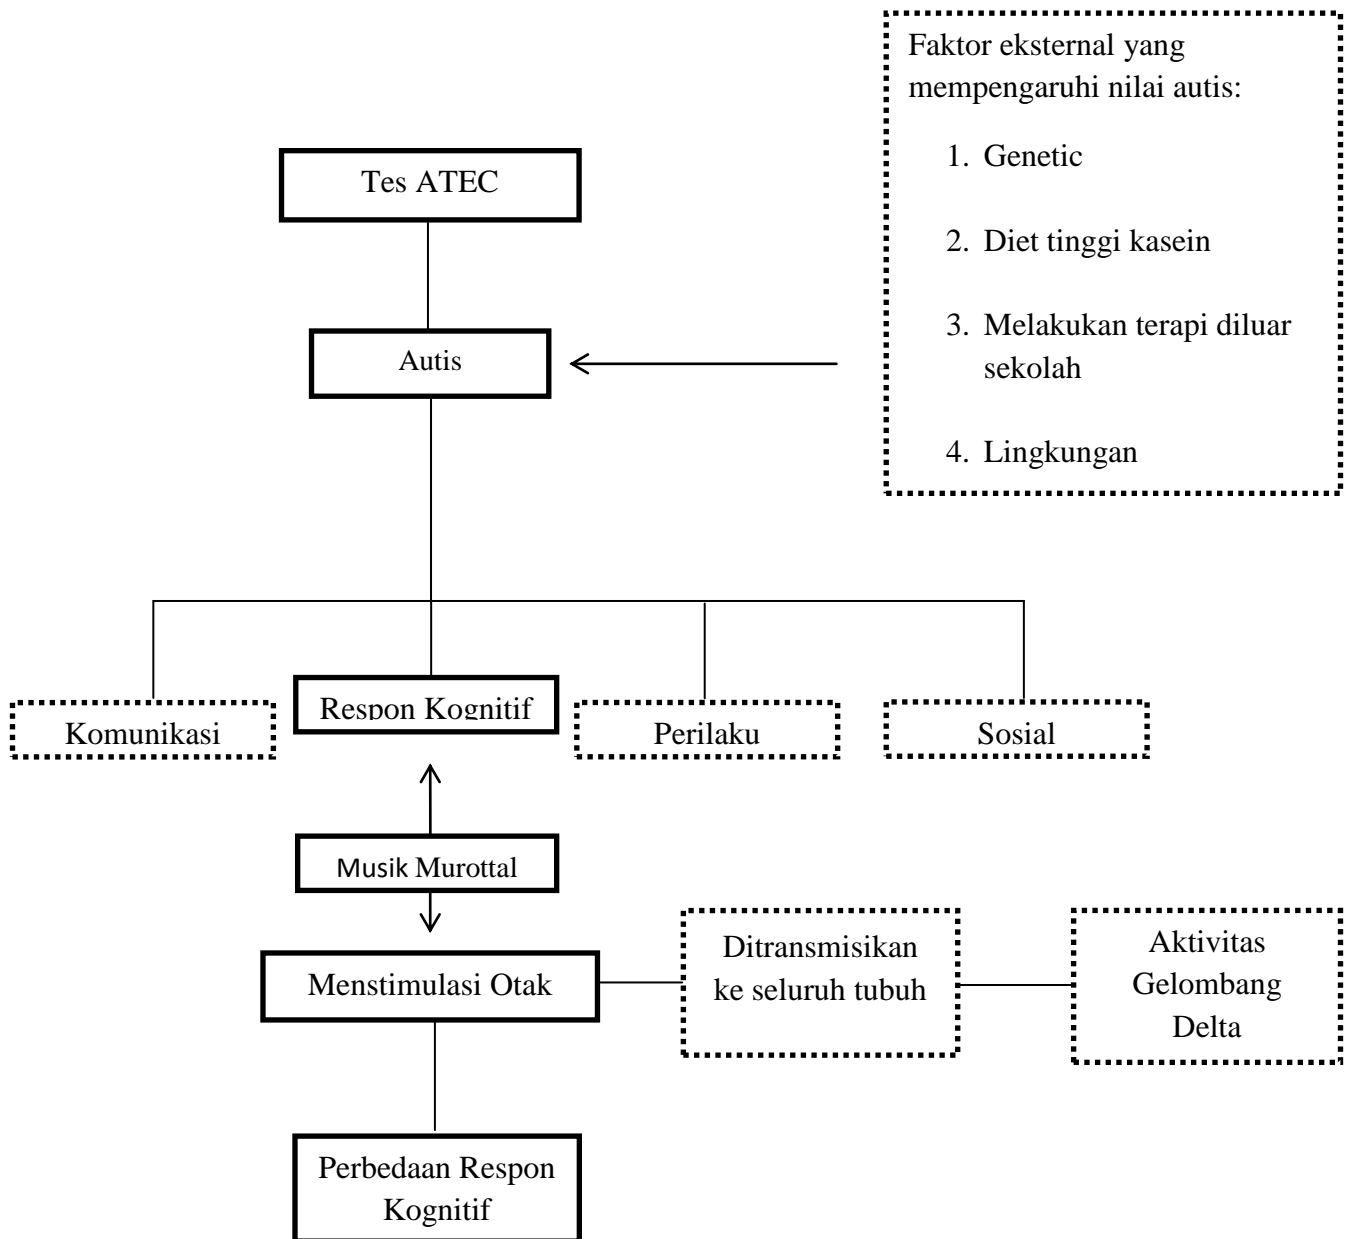 Faktor eksternal yang
mempengaruhi nilai autis:
1. Genetic
2. Diet tinggi kasein
3. Melakukan terapi diluar
sekolah
4. Lingkungan
Tes ATEC
Autis
Komunikasi
Respon Kognitif
Perilaku
Sosial
Musik Murottal
Menstimulasi Otak
Ditransmisikan
ke seluruh tubuh
Aktivitas
Gelombang
Delta
Perbedaan Respon
Kognitif